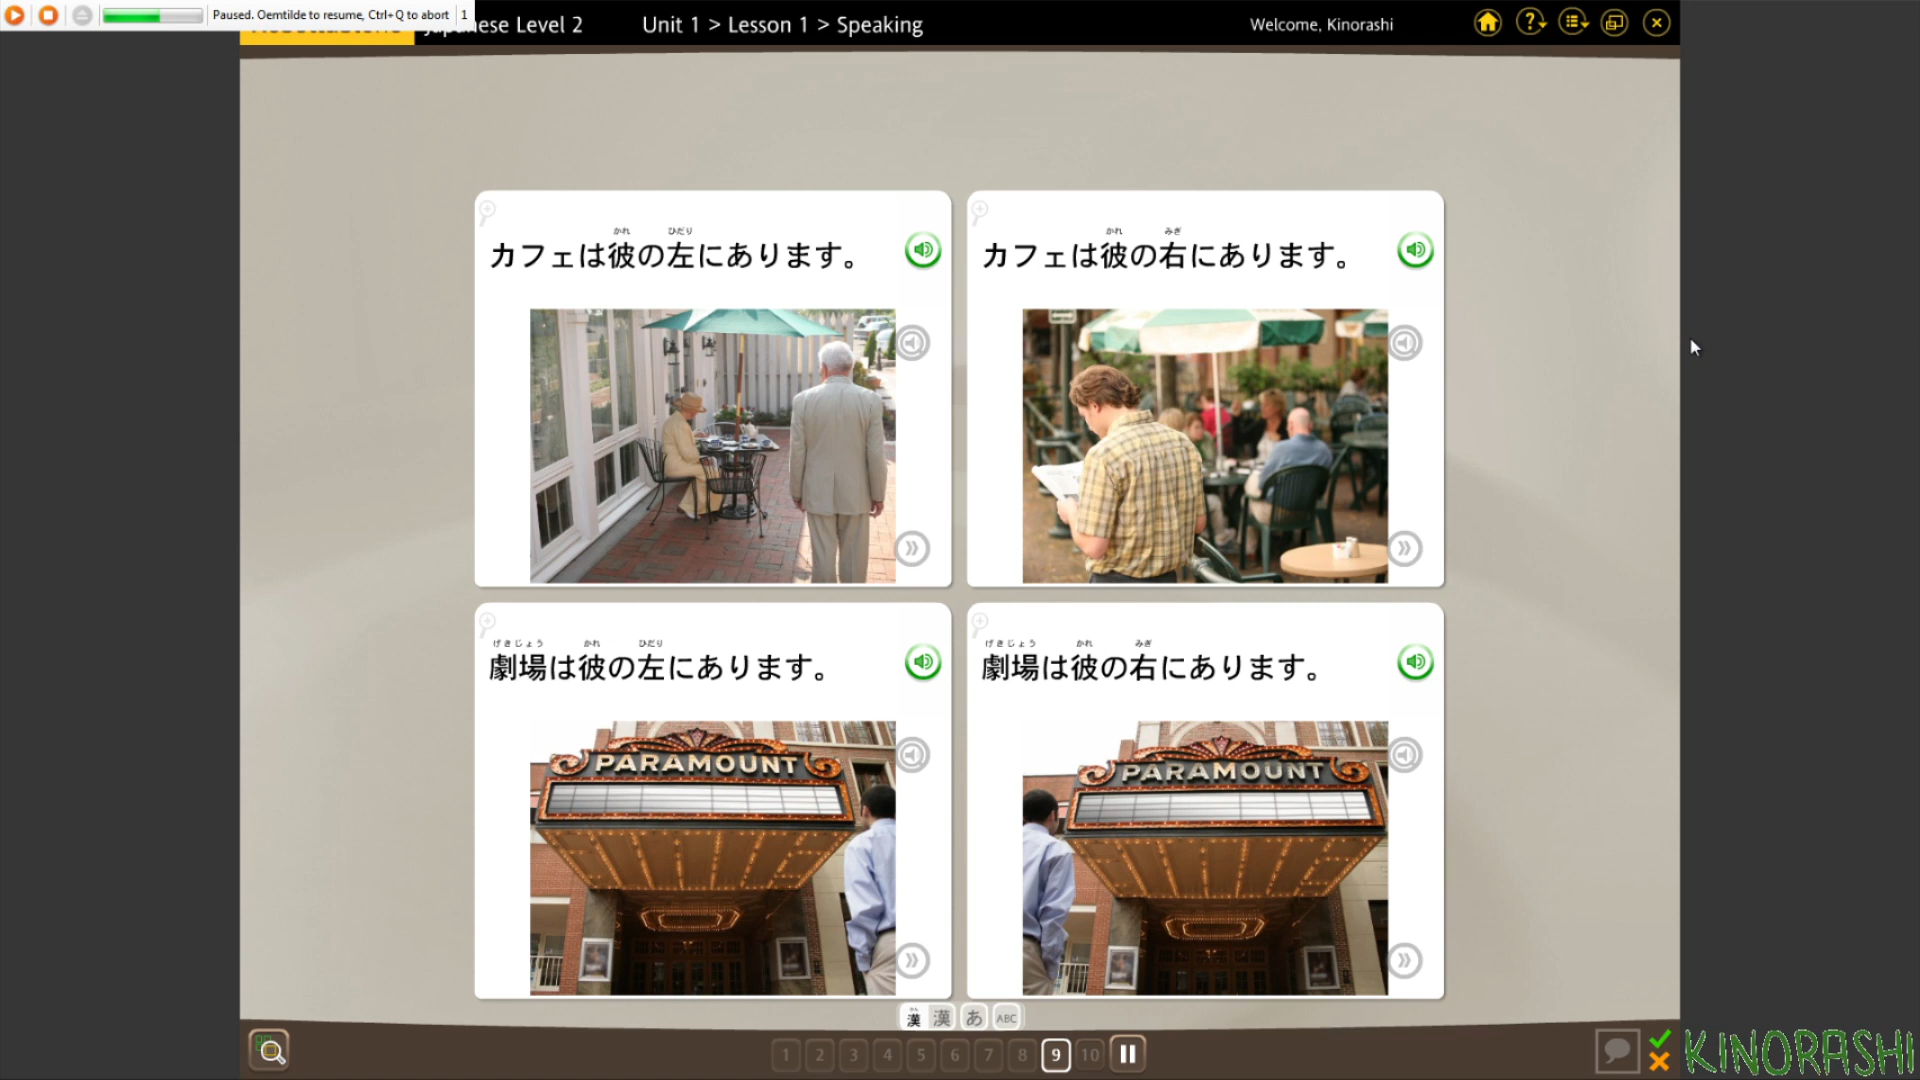 Paused. Oemtilde to resume, Ctrl+Q to abort 1
Japanese Level 2
Unit 1 > Lesson 1 > Speaking
Welcome, Kinorashi
?
かれ ひだり
カフェは彼の左にあります。
かれ みぎ
カフェは彼の右にあります。
げきじょう かれ ひだり
劇場は彼の左にあります。
PARAMOUNT
げきじょう かれ みぎ
劇場は彼の右にあります。
PARAMOUNT
漢 漢 あ ABC
1 2 3 4 5 6 7 8 9 10
KINORASHI